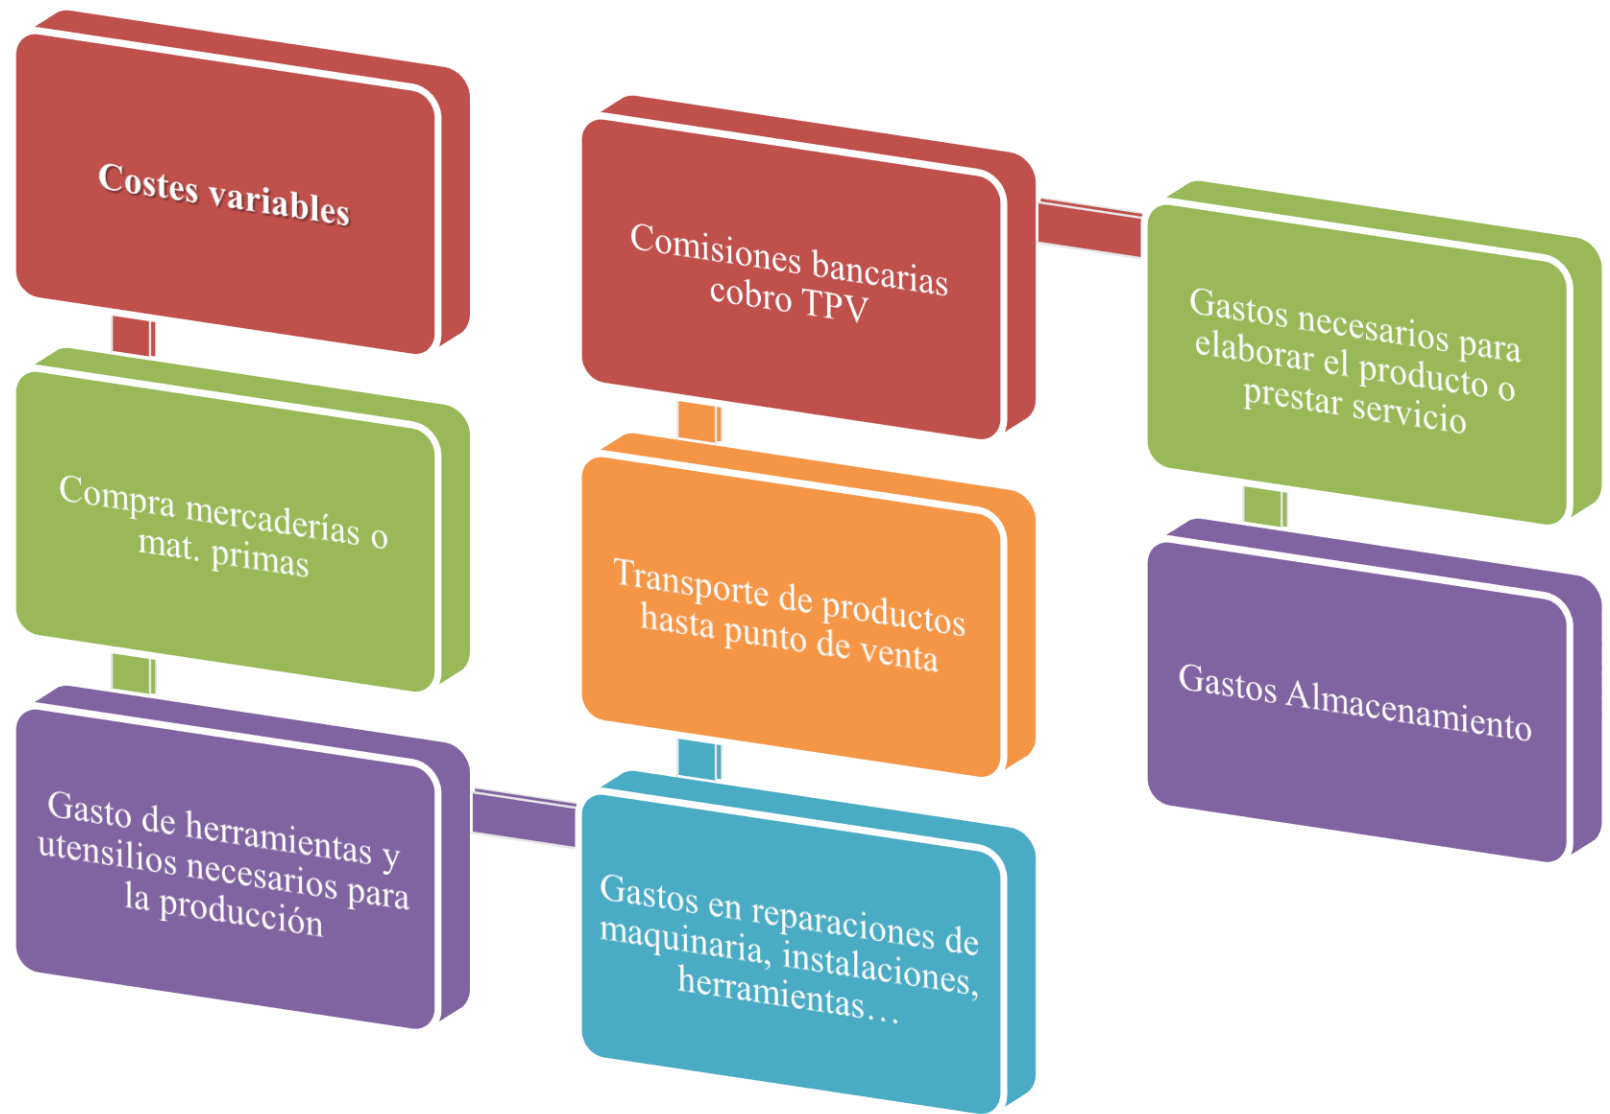 Costes variables
Compra mercaderías o
mat. primas
Gasto de herramientas y
utensilios necesarios para
la producción
Gastos en reparaciones de
maquinaria, instalaciones,
herramientas…
Transporte de productos
hasta punto de venta
Comisiones bancarias
cobro TPV
Gastos necesarios para
elaborar el producto o
prestar servicio
Gastos Almacenamiento